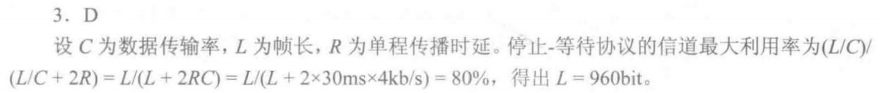 3．D
设 C 为数据传输率，L 为帧长，R 为单程传播时延。停止-等待协议的信道最大利用率为(L/C)/
(L/C + 2R) = L/(L + 2RC) = L/(L + 2×30ms×4kb/s) = 80%，得出 L = 960bit。